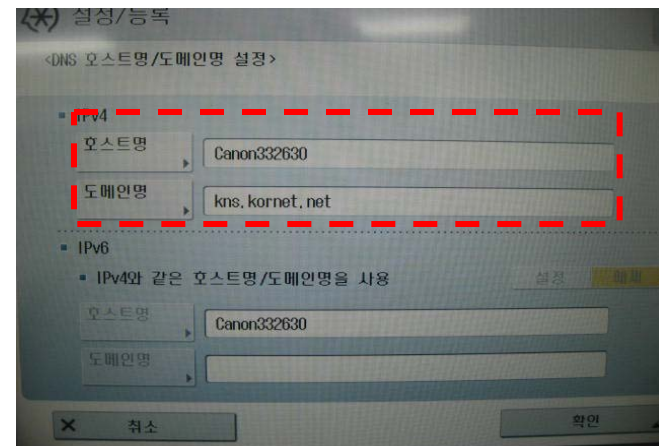 (✱) 설정/등록
<DNS 호스트명/도메인명 설정>
▪ IPv4
호스트명 Canon332630
도메인명 kns.kornet.net
▪ IPv6
▪ IPv4와 같은 호스트명/도메인명을 사용 설정 해제
호스트명 Canon332630
도메인명
× 취소 확인